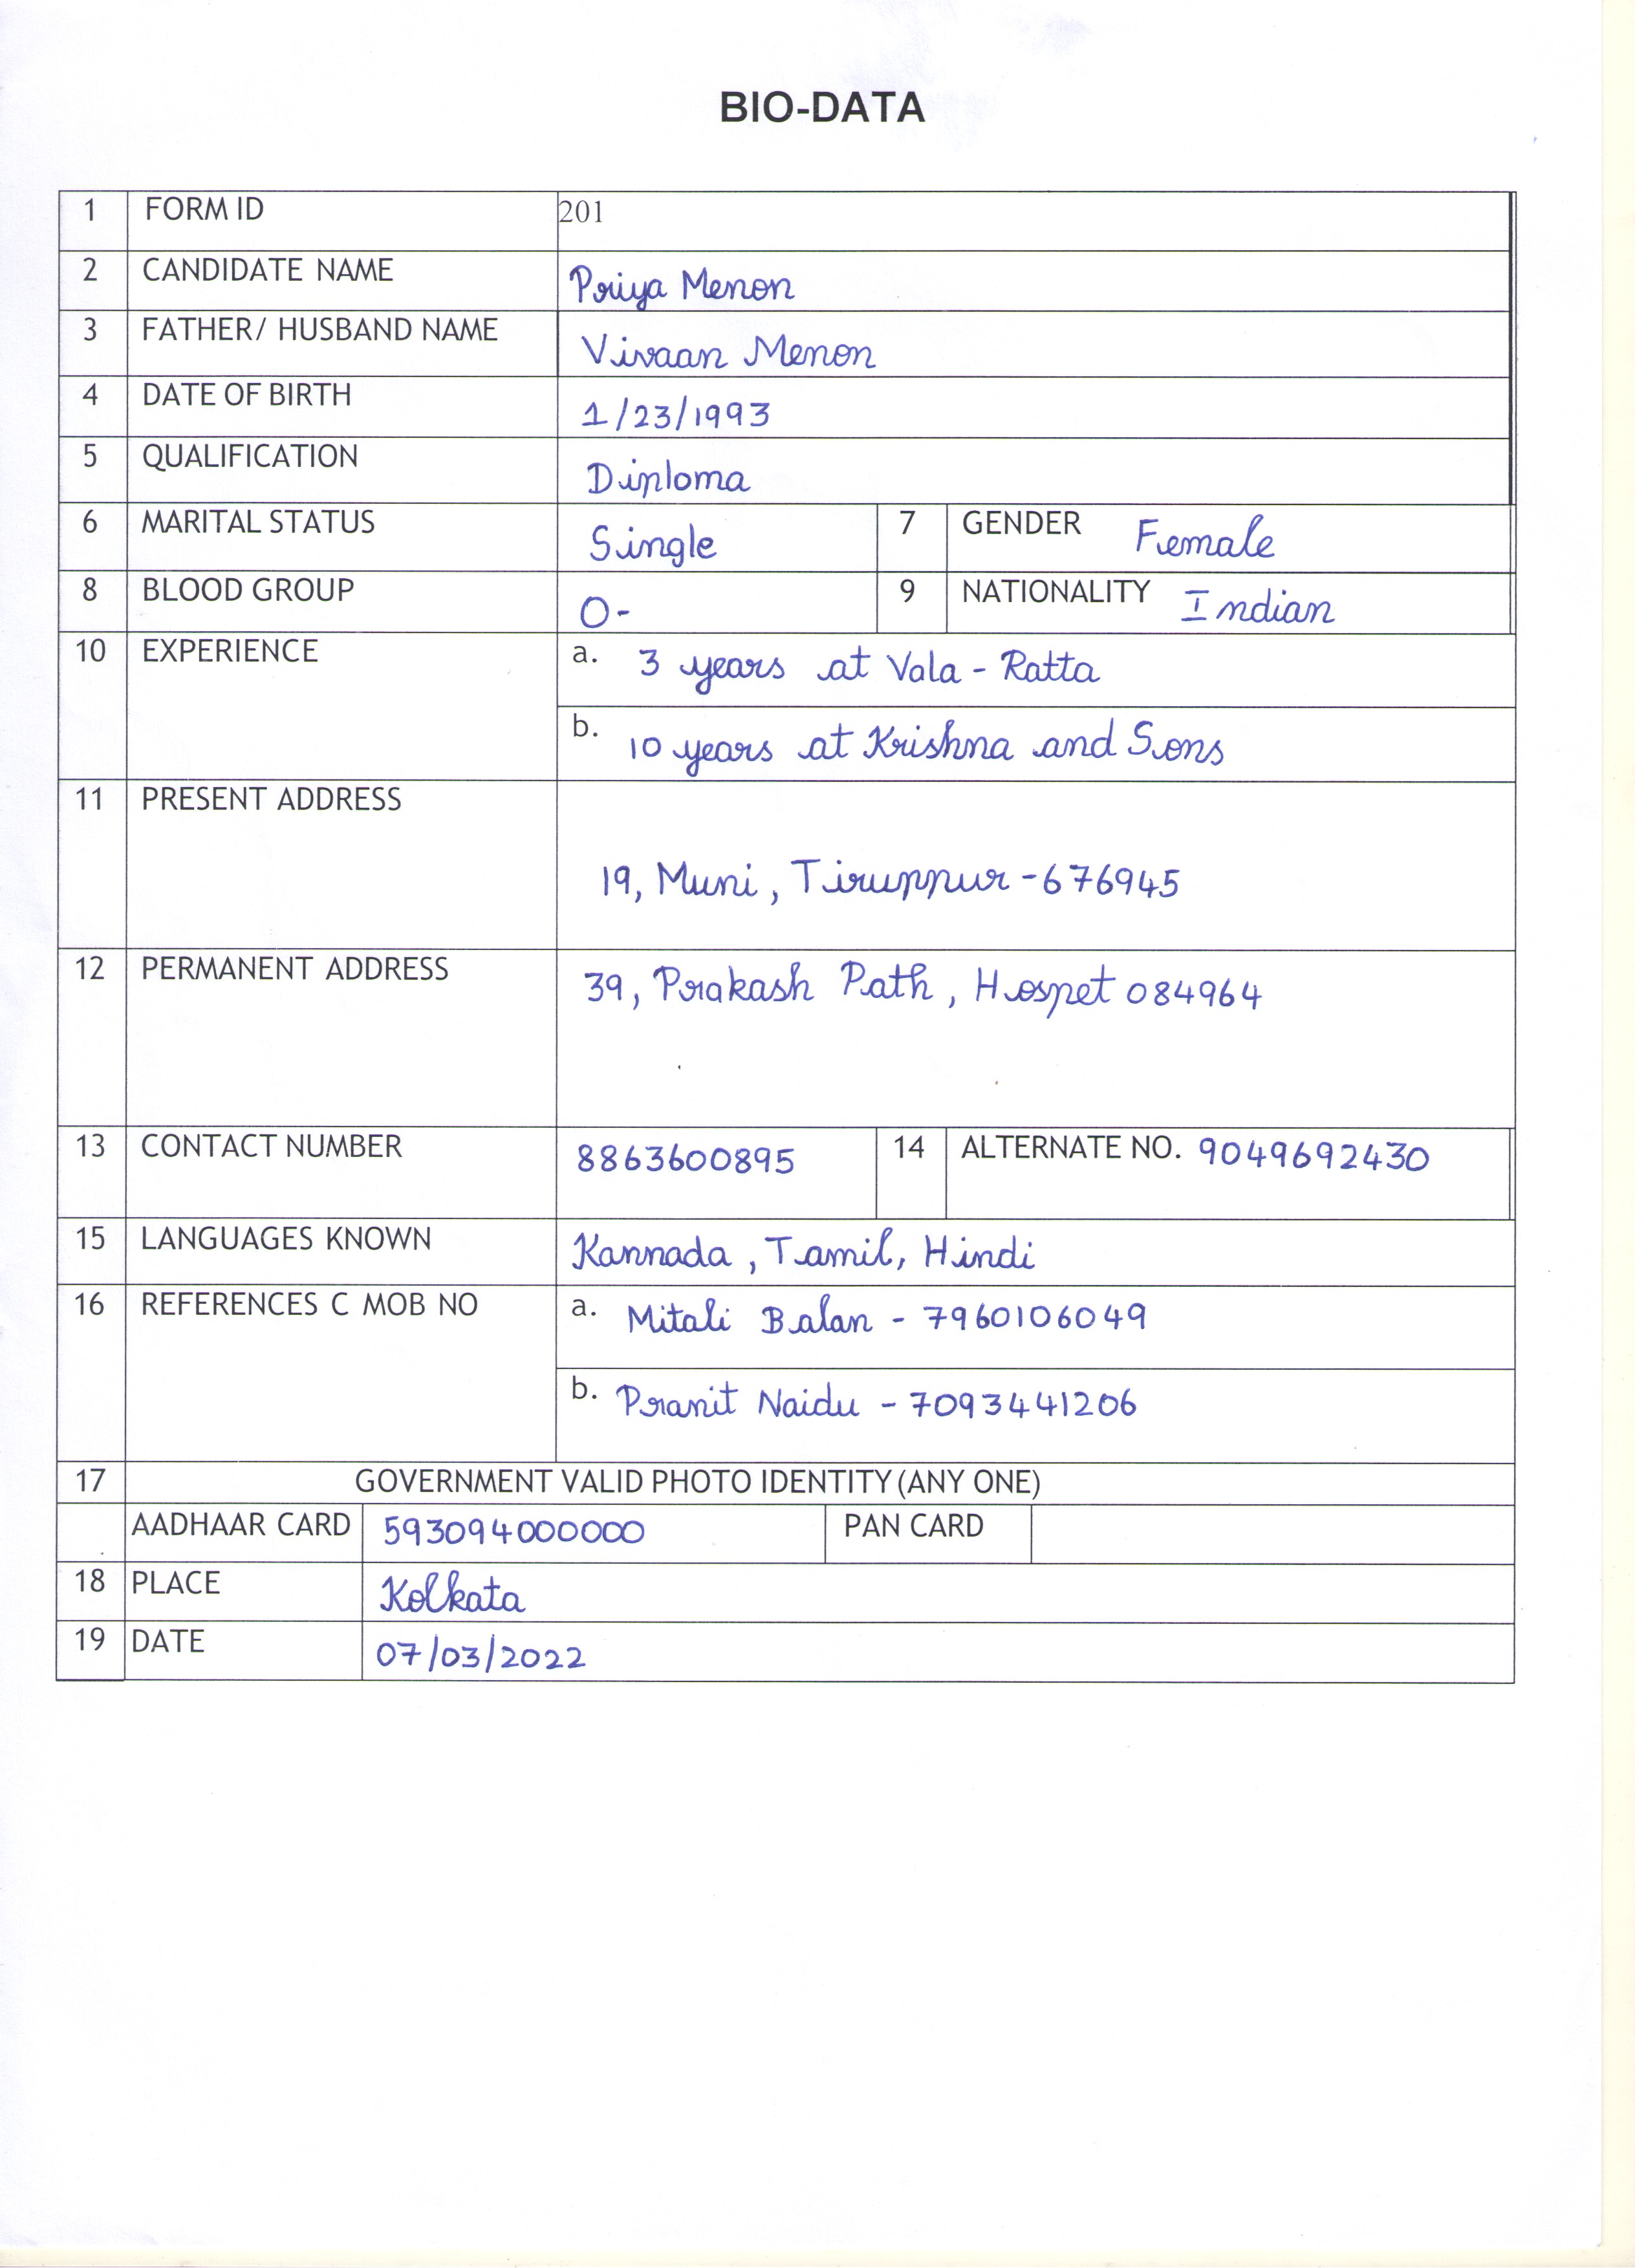 BIO-DATA
1 FORM ID 201
2 CANDIDATE NAME Priya Menon
3 FATHER/ HUSBAND NAME Vivaan Menon
4 DATE OF BIRTH 1/23/1993
5 QUALIFICATION Diploma
6 MARITAL STATUS Single 7 GENDER Female
8 BLOOD GROUP O- 9 NATIONALITY Indian
10 EXPERIENCE a. 3 years at Vala - Ratta
b. 10 years at Krishna and Sons
11 PRESENT ADDRESS
19, Muni, Tiruppur - 676945
12 PERMANENT ADDRESS 39, Prakash Path, Hospet 084964
13 CONTACT NUMBER 8863600895 14 ALTERNATE NO. 9049692430
15 LANGUAGES KNOWN Kannada, Tamil, Hindi
16 REFERENCES C MOB NO a. Mitali Balan - 7960106049
b. Pranit Naidu - 7093441206
17 GOVERNMENT VALID PHOTO IDENTITY (ANY ONE)
AADHAAR CARD 593094000000 PAN CARD
18 PLACE Kolkata
19 DATE 07/03/2022